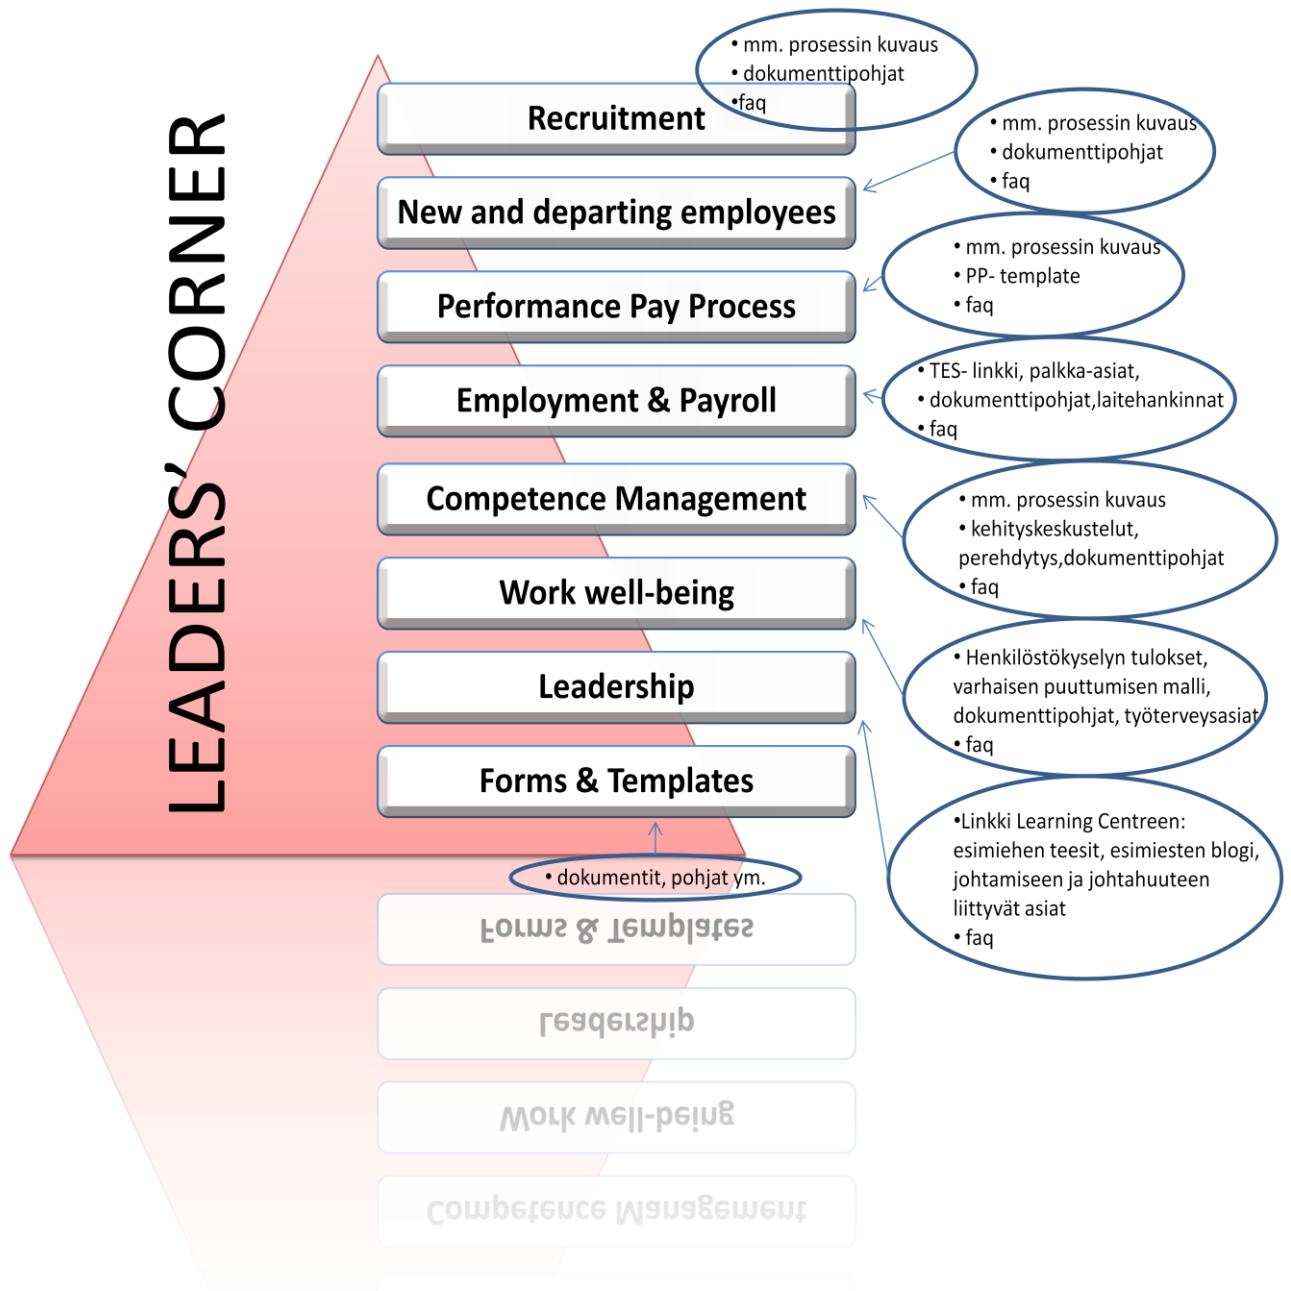 LEADERS' CORNER
• mm. prosessin kuvaus
• dokumenttipohjat
•faq
Recruitment
• mm. prosessin kuvaus
• dokumenttipohjat
• faq
New and departing employees
• mm. prosessin kuvaus
• PP- template
• faq
Performance Pay Process
• TES- linkki, palkka-asiat,
• dokumenttipohjat,laitehankinnat
• faq
Employment & Payroll
• mm. prosessin kuvaus
• kehityskeskustelut,
perehdytys,dokumenttipohjat
• faq
Competence Management
• Henkilöstökyselyn tulokset,
varhaisen puuttumisen malli,
dokumenttipohjat, työterveysasiat
• faq
Work well-being
•Linkki Learning Centreen:
esimiehen teesit, esimiesten blogi,
johtamiseen ja johtahuuteen
liittyvät asiat
• faq
Leadership
Forms & Templates
• dokumentit, pohjat ym.
Forms & Templates
Leadership
Work well-being
Competence Management